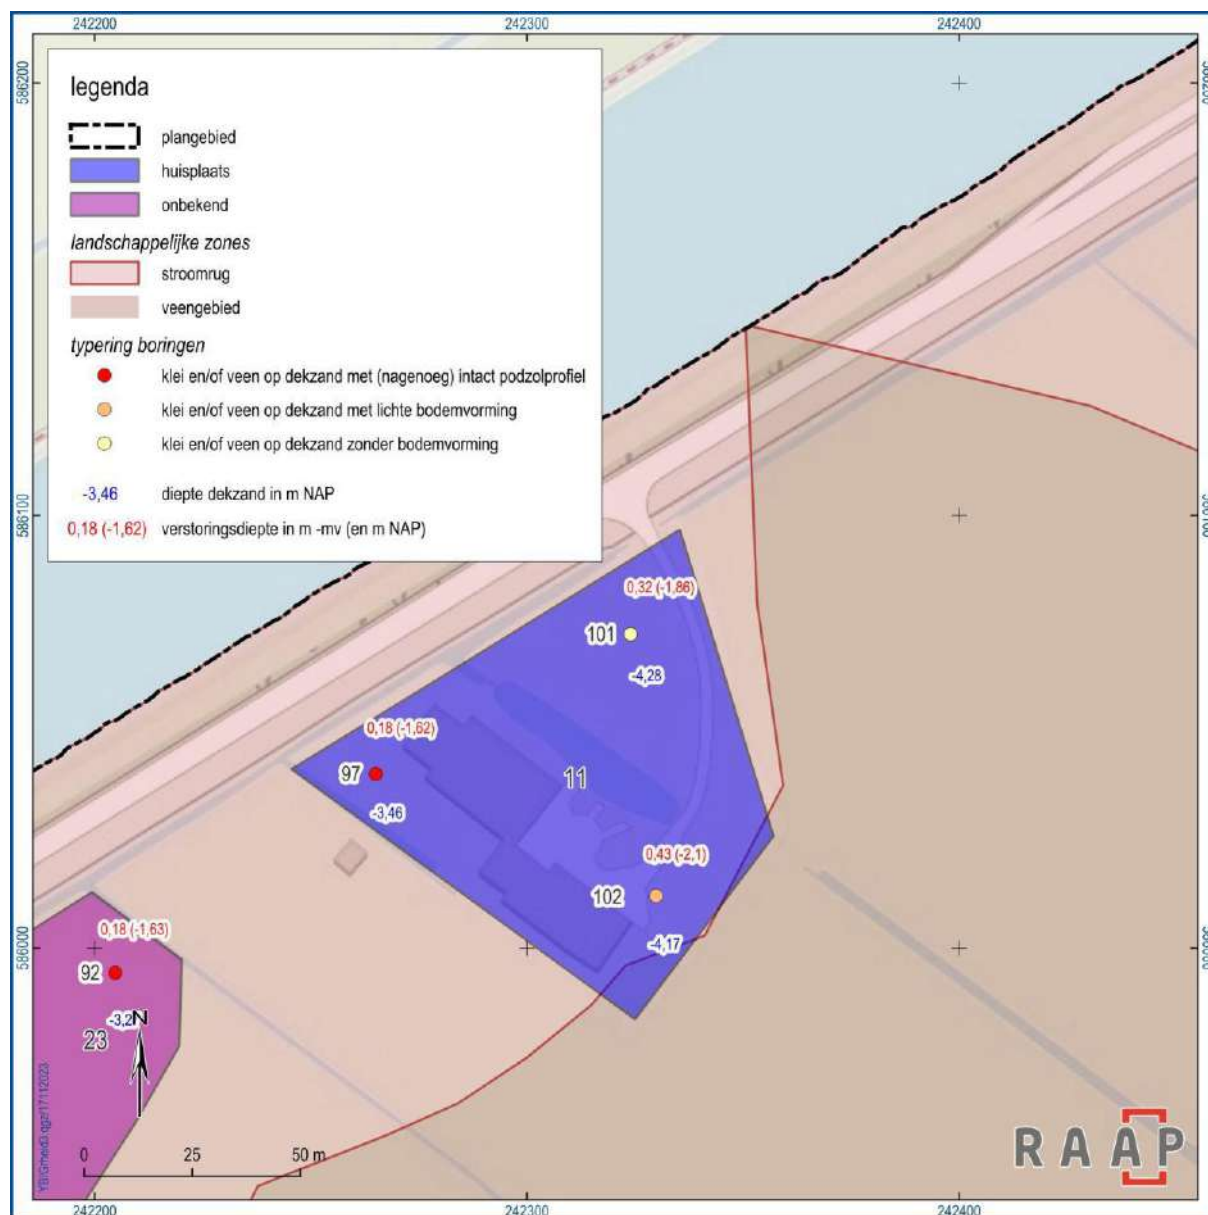 242200 242300 242400
586200
586200
legenda
plangebied
huisplaats
onbekend
landschappelijke zones
stroomrug
veengebied
typering boringen
klei en/of veen op dekzand met (nagenoeg) intact podzolprofiel
klei en/of veen op dekzand met lichte bodemvorming
klei en/of veen op dekzand zonder bodemvorming
-3,46 diepte dekzand in m NAP
0,18 (-1,62) verstoringsdiepte in m -mv (en m NAP)
586100
586100
0,32 (-1,86)
101
-4,28
0,18 (-1,62)
97
11
-3,46
0,43 (-2,1)
102
-4,17
586000
586000
0,18 (-1,63)
92
-3,2
N
23
0 25 50 m
RAAP
242200 242300 242400